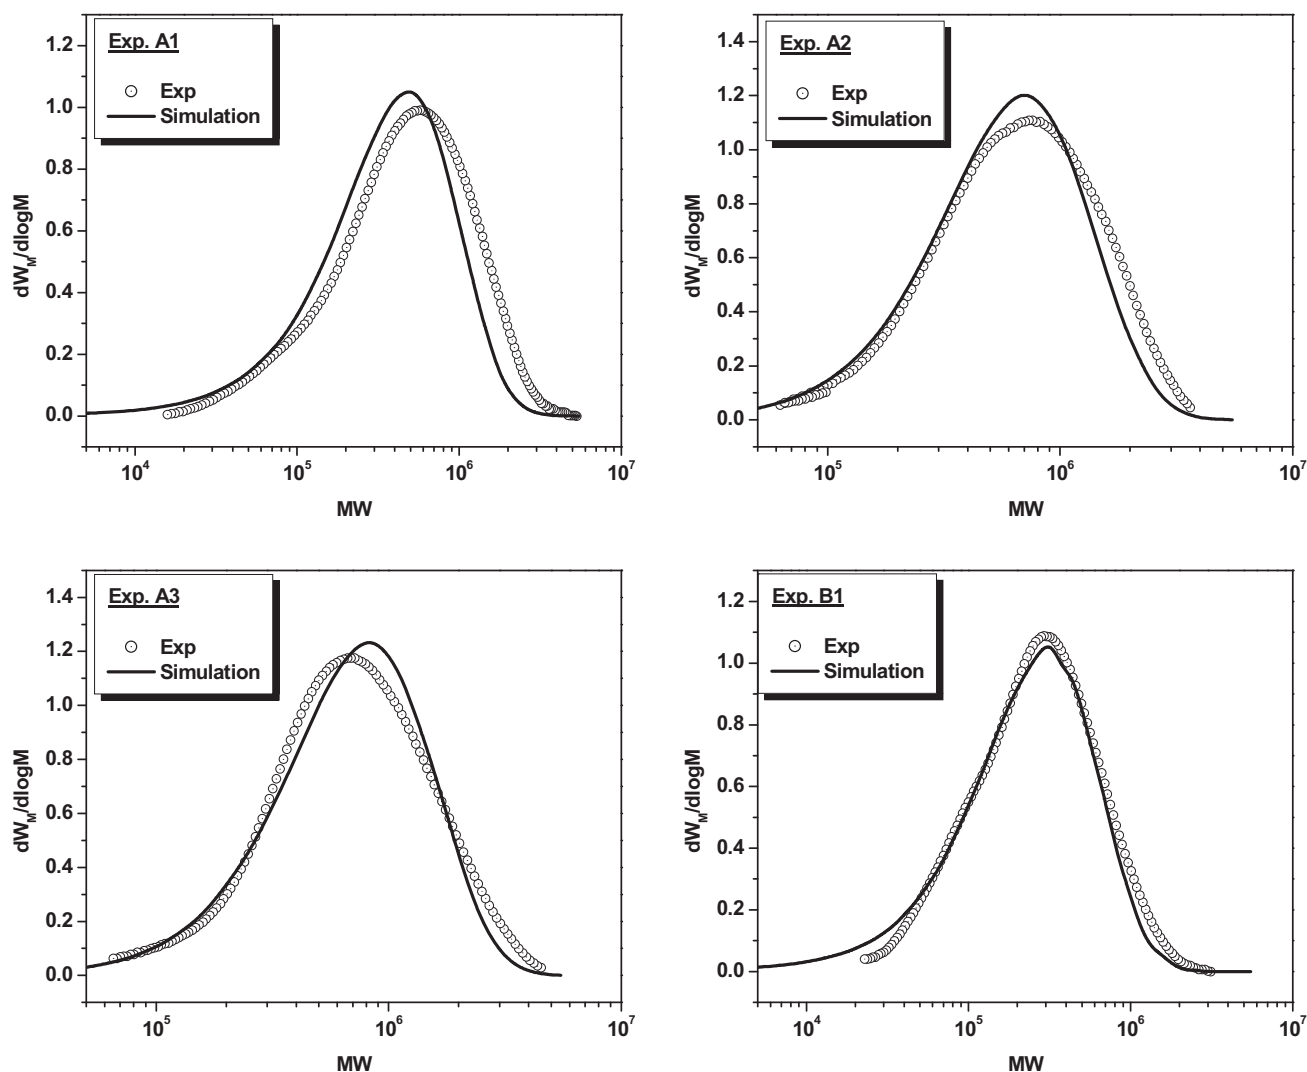 Exp. A1
Exp
Simulation
1.2
1.0
0.8
0.6
0.4
0.2
0.0
dW_M/dlogM
10^4 10^5 10^6 10^7
MW
Exp. A2
Exp
Simulation
1.4
1.2
1.0
0.8
0.6
0.4
0.2
0.0
dW_M/dlogM
10^5 10^6 10^7
MW
Exp. A3
Exp
Simulation
1.4
1.2
1.0
0.8
0.6
0.4
0.2
0.0
dW_M/dlogM
10^5 10^6 10^7
MW
Exp. B1
Exp
Simulation
1.2
1.0
0.8
0.6
0.4
0.2
0.0
dW_M/dlogM
10^4 10^5 10^6 10^7
MW